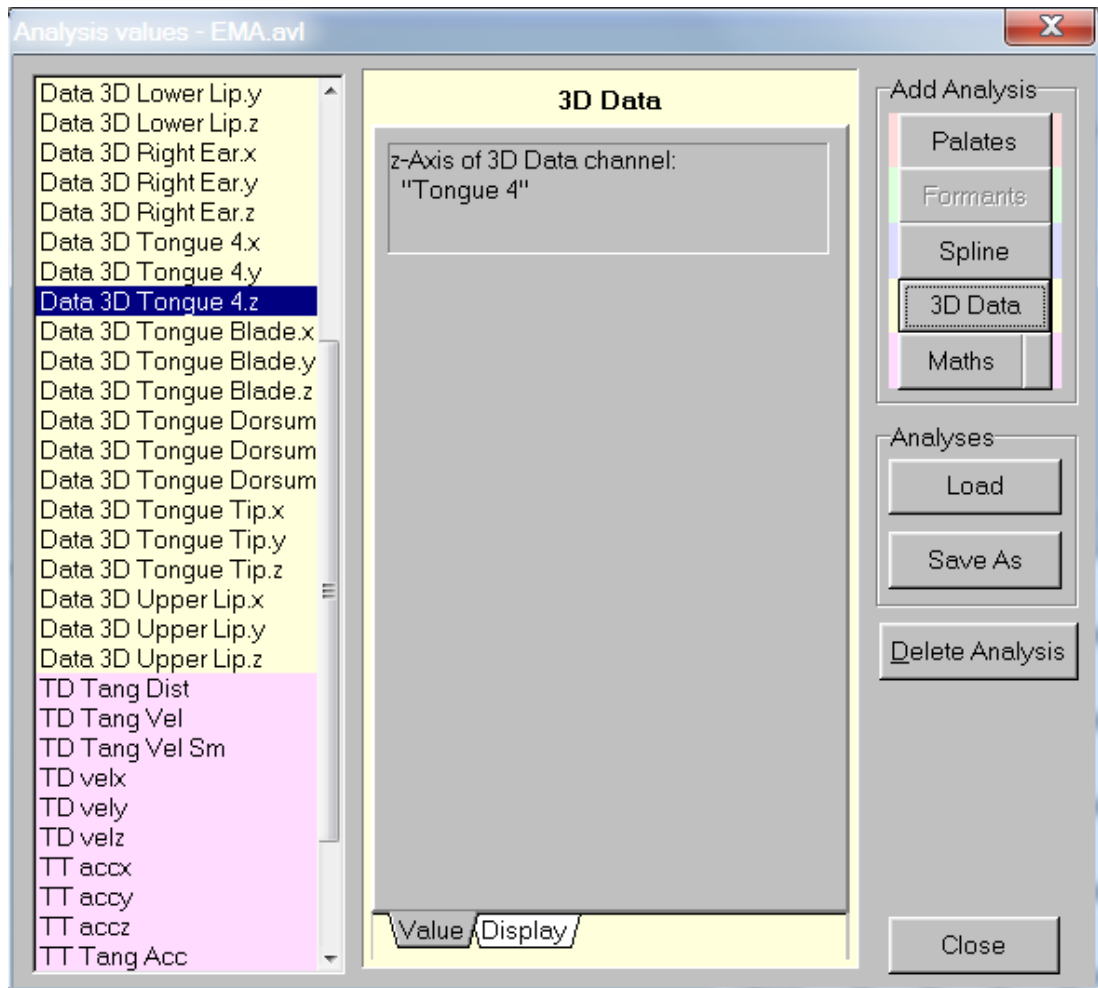 Analysis values - EMA.avl
X
Data 3D Lower Lip.y
Data 3D Lower Lip.z
Data 3D Right Ear.x
Data 3D Right Ear.y
Data 3D Right Ear.z
Data 3D Tongue 4.x
Data 3D Tongue 4.y
Data 3D Tongue 4.z
Data 3D Tongue Blade.x
Data 3D Tongue Blade.y
Data 3D Tongue Blade.z
Data 3D Tongue Dorsum
Data 3D Tongue Dorsum
Data 3D Tongue Dorsum
Data 3D Tongue Tip.x
Data 3D Tongue Tip.y
Data 3D Tongue Tip.z
Data 3D Upper Lip.x
Data 3D Upper Lip.y
Data 3D Upper Lip.z
TD Tang Dist
TD Tang Vel
TD Tang Vel Sm
TD velx
TD vely
TD velz
TT accx
TT accy
TT accz
TT Tang Acc
3D Data
z-Axis of 3D Data channel:
"Tongue 4"
Value
Display
Add Analysis
Palates
Formants
Spline
3D Data
Maths
Analyses
Load
Save As
Delete Analysis
Close